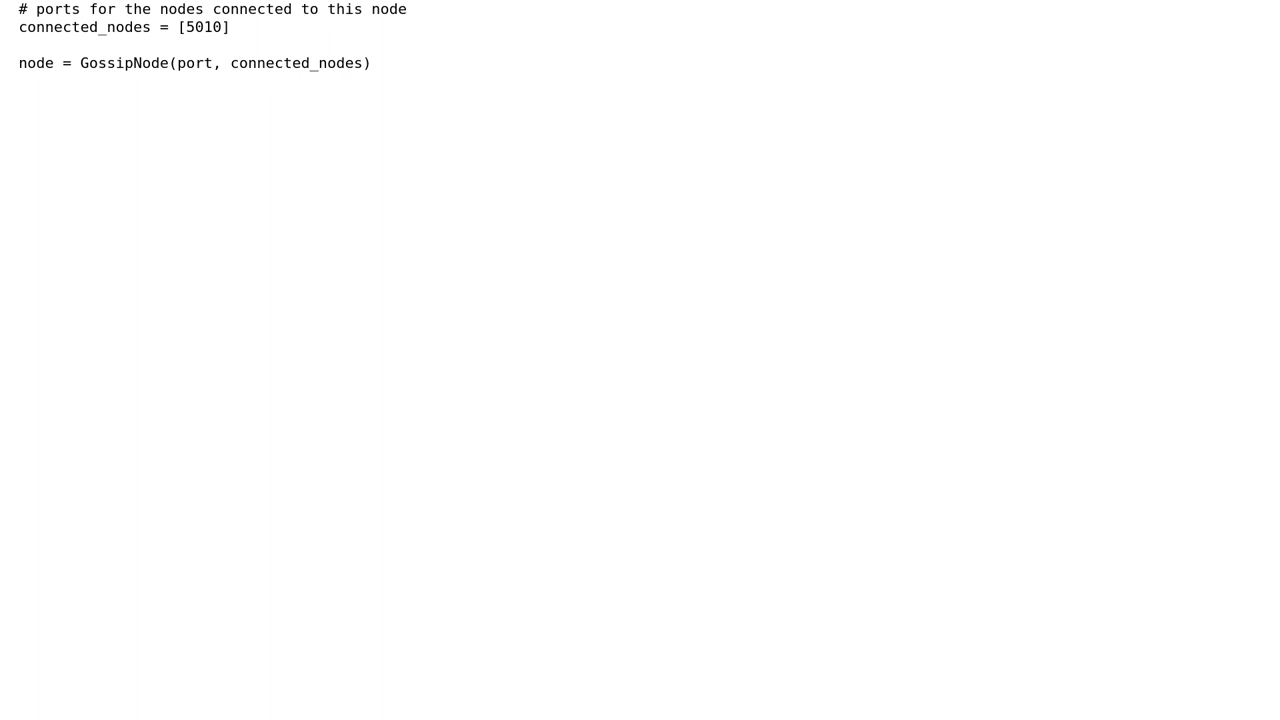 # ports for the nodes connected to this node
connected_nodes = [5010]
node = GossipNode(port, connected_nodes)